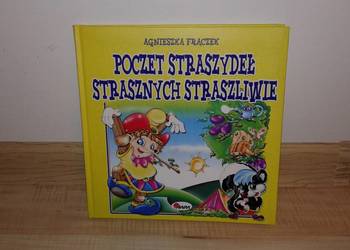 AGNIESZKA FRĄCZEK
POCZET STRASZYDEŁ
STRASZNYCH STRASZLIWIE